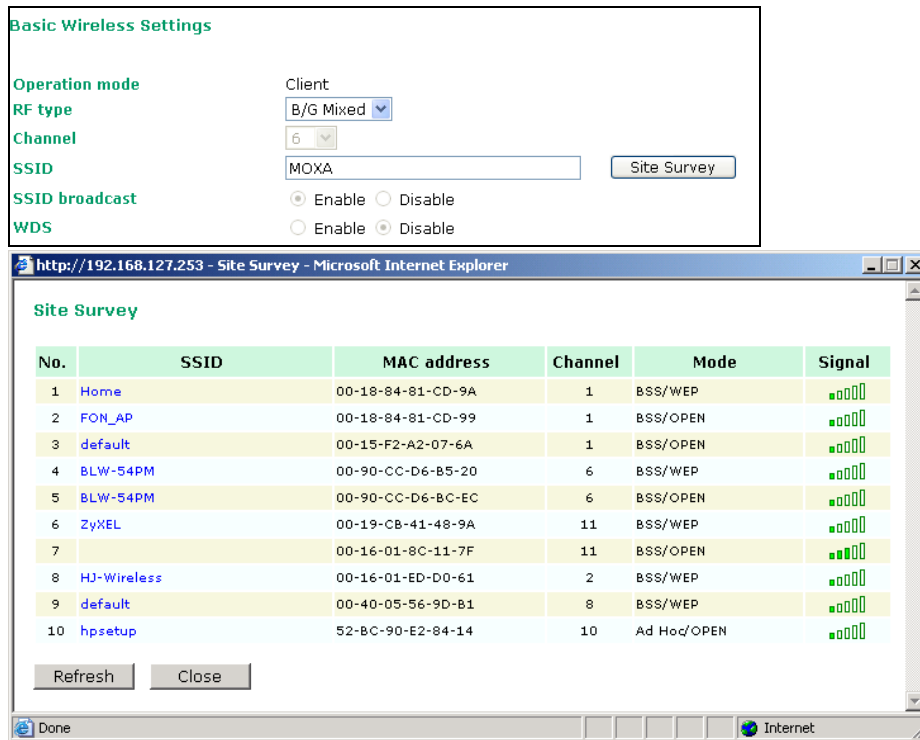 Basic Wireless Settings
Operation mode Client
RF type B/G Mixed
Channel 6
SSID MOXA Site Survey
SSID broadcast Enable Disable
WDS Enable Disable
http://192.168.127.253 - Site Survey - Microsoft Internet Explorer
Site Survey
No. SSID MAC address Channel Mode Signal
1 Home 00-18-84-81-CD-9A 1 BSS/WEP
2 FON_AP 00-18-84-81-CD-99 1 BSS/OPEN
3 default 00-15-F2-A2-07-6A 1 BSS/OPEN
4 BLW-54PM 00-90-CC-D6-B5-20 6 BSS/WEP
5 BLW-54PM 00-90-CC-D6-BC-EC 6 BSS/OPEN
6 ZyXEL 00-19-CB-41-48-9A 11 BSS/WEP
7 00-16-01-8C-11-7F 11 BSS/OPEN
8 HJ-Wireless 00-16-01-ED-D0-61 2 BSS/WEP
9 default 00-40-05-56-9D-B1 8 BSS/WEP
10 hpsetup 52-BC-90-E2-84-14 10 Ad Hoc/OPEN
Refresh Close
Done Internet